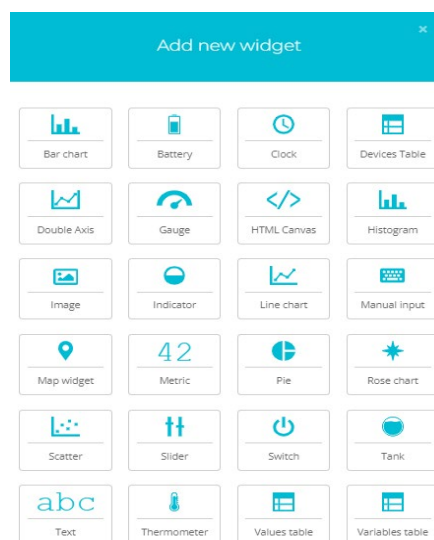 Add new widget
×
Bar chart
Battery
Clock
Devices Table
Double Axis
Gauge
</>
HTML Canvas
Histogram
Image
Indicator
Line chart
Manual input
Map widget
42
Metric
Pie
Rose chart
Scatter
Slider
Switch
Tank
abc
Text
Thermometer
Values table
Variables table